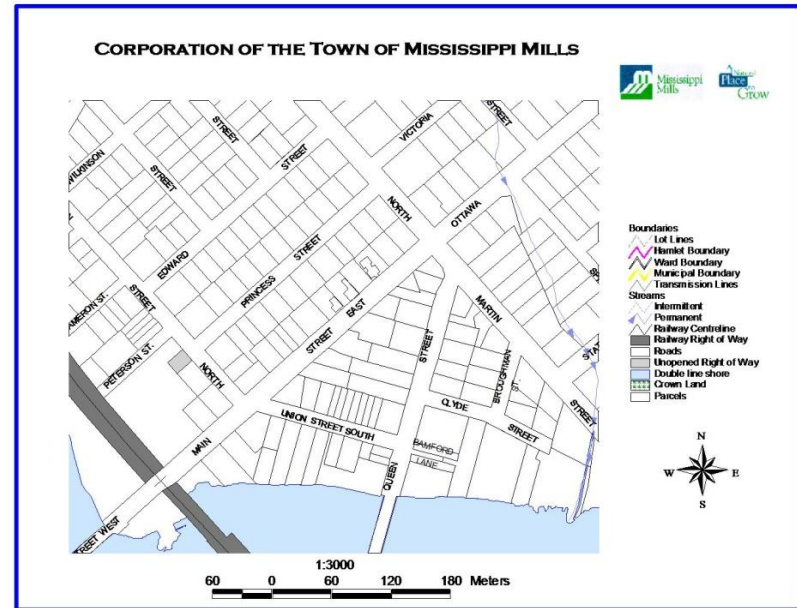 CORPORATION OF THE TOWN OF MISSISSIPPI MILLS
Mississippi
Mills
A Natural
Place
to
Grow
VICTORIA
STREET
STREET
STREET
WILKINSON
STREET
STREET
NORTH
OTTAWA
EDWARD
PRINCESS
STREET
EAST
STREET
MARTIN
STREET
AMERON ST.
STREET
PETERSON ST.
NORTH
STREET
BROUGHMAN
ST.
CLYDE
STREET
STREET
UNION STREET SOUTH
BAMFORD
LANE
MAIN
QUEEN
TREET WEST
Boundaries
Lot Lines
Hamlet Boundary
Ward Boundary
Municipal Boundary
Transmission Lines
Streams
Intermittent
Permanent
Railway Centreline
Railway Right of Way
Roads
Unopened Right of Way
Double line shore
Crown Land
Parcels
N
W E
S
1:3000
60 0 60 120 180 Meters